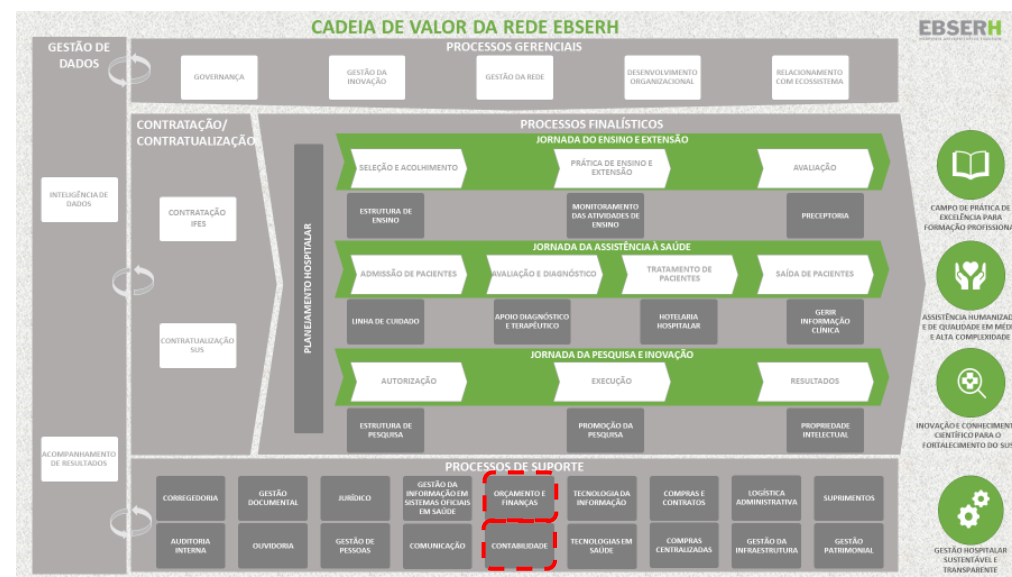 CADEIA DE VALOR DA REDE EBSERH
EBSERH
GESTÃO DE
DADOS
INTELIGÊNCIA DE
DADOS
ACOMPANHAMENTO
DE RESULTADOS
PROCESSOS GERENCIAIS
GOVERNANÇA
GESTÃO DA
INOVAÇÃO
GESTÃO DA REDE
DESENVOLVIMENTO
ORGANIZACIONAL
RELACIONAMENTO
COM ECOSSISTEMA
CONTRATAÇÃO/
CONTRATUALIZAÇÃO
CONTRATAÇÃO
IFES
CONTRATUALIZAÇÃO
SUS
PROCESSOS FINALÍSTICOS
PLANEJAMENTO HOSPITALAR
JORNADA DO ENSINO E EXTENSÃO
SELEÇÃO E ACOLHIMENTO
PRÁTICA DE ENSINO E
EXTENSÃO
AVALIAÇÃO
ESTRUTURA DE
ENSINO
MONITORAMENTO
DAS ATIVIDADES DE
ENSINO
PRECEPTORIA
JORNADA DA ASSISTÊNCIA À SAÚDE
ADMISSÃO DE PACIENTES
AVALIAÇÃO E DIAGNÓSTICO
TRATAMENTO DE
PACIENTES
SAÍDA DE PACIENTES
LINHA DE CUIDADO
APOIO DIAGNÓSTICO
E TERAPÊUTICO
HOTELARIA
HOSPITALAR
GERIR
INFORMAÇÃO
CLÍNICA
JORNADA DA PESQUISA E INOVAÇÃO
AUTORIZAÇÃO
EXECUÇÃO
RESULTADOS
ESTRUTURA DE
PESQUISA
PROMOÇÃO DA
PESQUISA
PROPRIEDADE
INTELECTUAL
PROCESSOS DE SUPORTE
CORREGEDORIA
GESTÃO
DOCUMENTAL
JURÍDICO
GESTÃO DA
INFORMAÇÃO EM
SISTEMAS OFICIAIS
EM SAÚDE
ORÇAMENTO E
FINANÇAS
TECNOLOGIA DA
INFORMAÇÃO
COMPRAS E
CONTRATOS
LOGÍSTICA
ADMINISTRATIVA
SUPRIMENTOS
AUDITORIA
INTERNA
OUVIDORIA
GESTÃO DE
PESSOAS
COMUNICAÇÃO
CONTABILIDADE
TECNOLOGIAS EM
SAÚDE
COMPRAS
CENTRALIZADAS
GESTÃO DA
INFRAESTRUTURA
GESTÃO
PATRIMONIAL
CAMPO DE PRÁTICA DE
EXCELÊNCIA PARA
FORMAÇÃO PROFISSIONA
ASSISTÊNCIA HUMANIZAD
E DE QUALIDADE EM MÉDI
E ALTA COMPLEXIDADE
INOVAÇÃO E CONHECIMENT
CIENTÍFICO PARA O
FORTALECIMENTO DO SUS
GESTÃO HOSPITALAR
SUSTENTÁVEL E
TRANSPARENTE